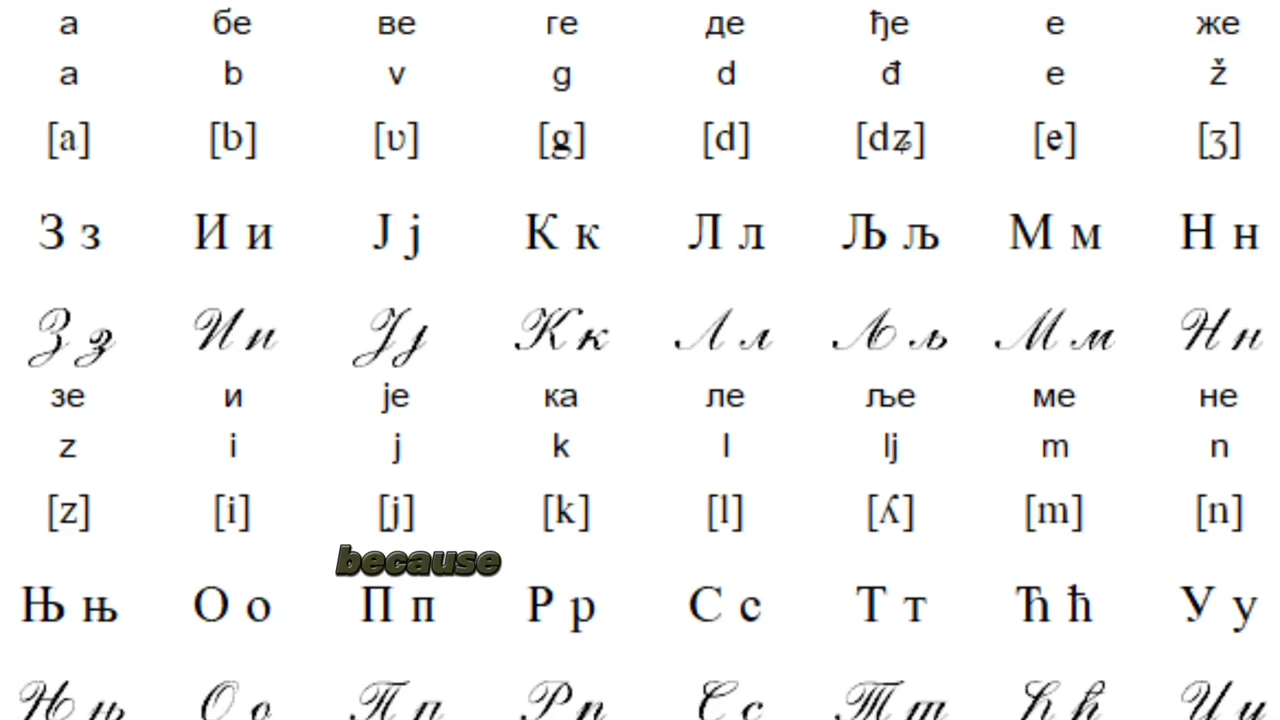 а бе ве ге де ђе е же
a b v g d đ e ž
[a] [b] [ʋ] [g] [d] [dʑ] [e] [ʒ]
З з И и Ј ј К к Л л Љ љ М м Н н
З з И и Ј ј К к Л л Љ љ М м Н н
зе и је ка ле ље ме не
z i j k l lj m n
[z] [i] [j] [k] [l] [ʎ] [m] [n]
because
Њ њ О о П п Р р С с Т т Ћ ћ У у
Њ њ О о П п Р р С с Т т Ћ ћ У у